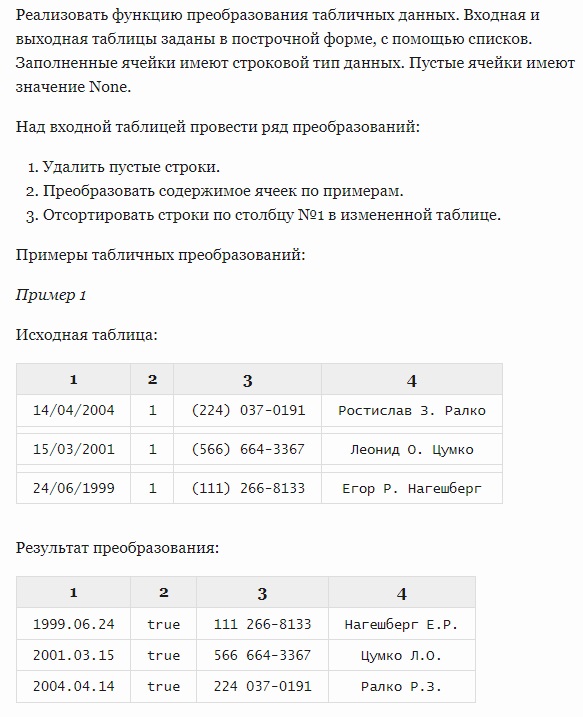 Реализовать функцию преобразования табличных данных. Входная и
выходная таблицы заданы в построчной форме, с помощью списков.
Заполненные ячейки имеют строковой тип данных. Пустые ячейки имеют
значение None.
Над входной таблицей провести ряд преобразований:
1. Удалить пустые строки.
2. Преобразовать содержимое ячеек по примерам.
3. Отсортировать строки по столбцу №1 в измененной таблице.
Примеры табличных преобразований:
Пример 1
Исходная таблица:
1 2 3 4
14/04/2004 1 (224) 037-0191 Ростислав З. Ралко
15/03/2001 1 (566) 664-3367 Леонид О. Цумко
24/06/1999 1 (111) 266-8133 Егор Р. Нагешберг
Результат преобразования:
1 2 3 4
1999.06.24 true 111 266-8133 Нагешберг Е.Р.
2001.03.15 true 566 664-3367 Цумко Л.О.
2004.04.14 true 224 037-0191 Ралко Р.З.